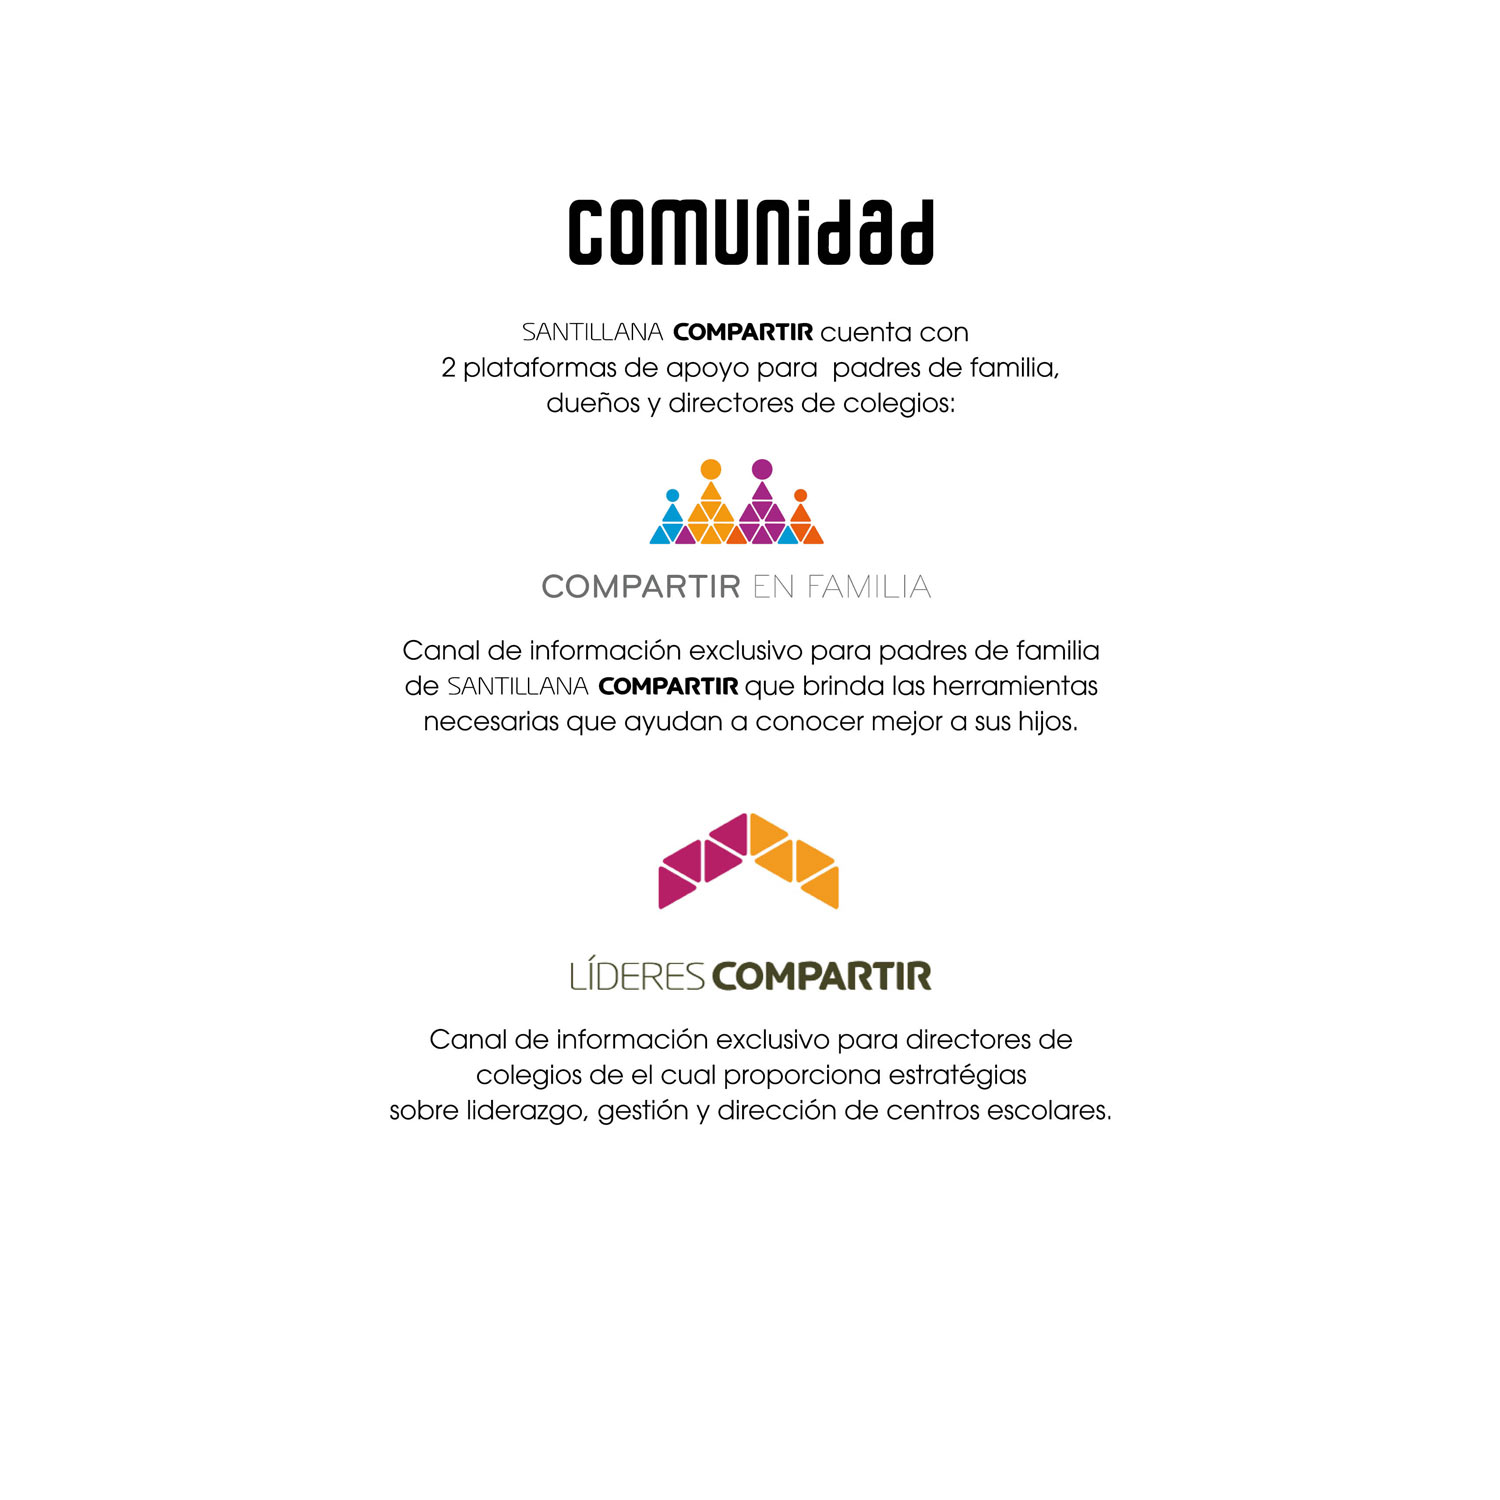 comunidad
SANTILLANA COMPARTIR cuenta con
2 plataformas de apoyo para padres de familia,
dueños y directores de colegios:
COMPARTIR EN FAMILIA
Canal de información exclusivo para padres de familia
de SANTILLANA COMPARTIR que brinda las herramientas
necesarias que ayudan a conocer mejor a sus hijos.
LÍDERES COMPARTIR
Canal de información exclusivo para directores de
colegios de el cual proporciona estratégias
sobre liderazgo, gestión y dirección de centros escolares.